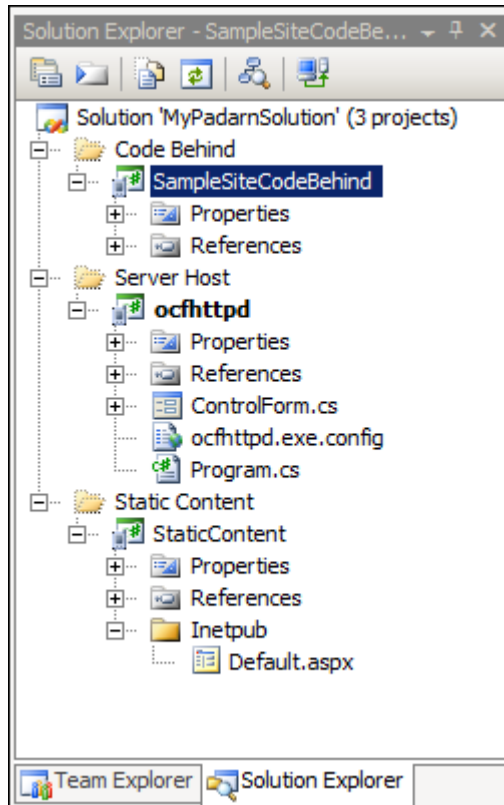 Solution Explorer - SampleSiteCodeBe...
Solution 'MyPadarnSolution' (3 projects)
Code Behind
SampleSiteCodeBehind
Properties
References
Server Host
ocfhttpd
Properties
References
ControlForm.cs
ocfhttpd.exe.config
Program.cs
Static Content
StaticContent
Properties
References
Inetpub
Default.aspx
Team Explorer Solution Explorer